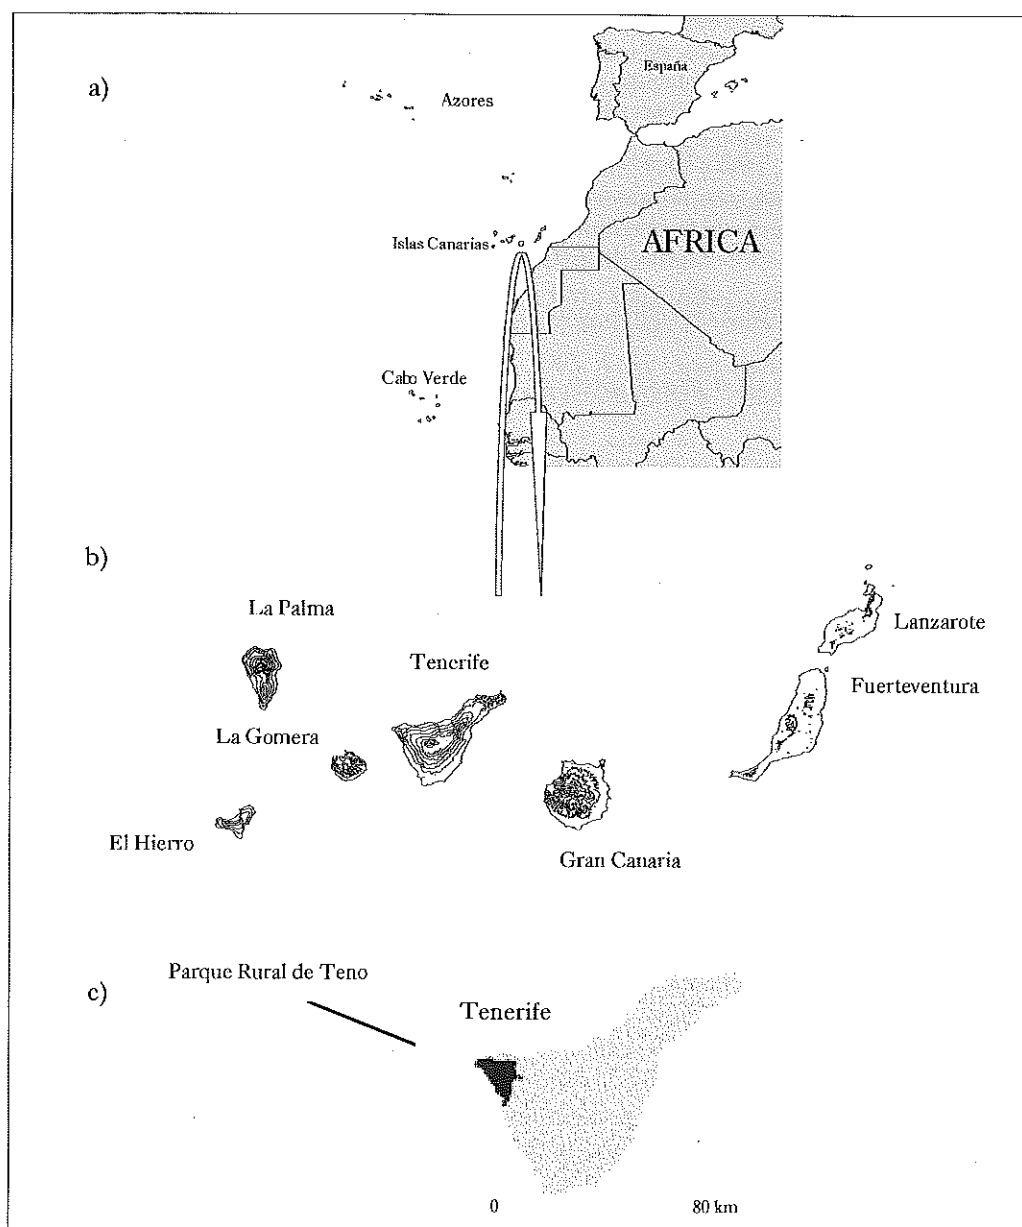 a)
España
Azores
Islas Canarias
AFRICA
Cabo Verde
b)
La Palma
Lanzarote
Tenerife
Fuerteventura
La Gomera
El Hierro
Gran Canaria
Parque Rural de Teno
c)
Tenerife
0 80 km